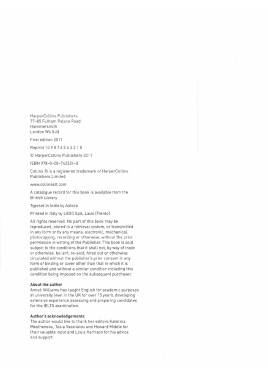 HarperCollins Publishers
77-85 Fulham Palace Road
Hammersmith
London W6 8JB
First edition 2011
Reprint 10 9 8 7 6 5 4 3 2 1 0
© HarperCollins Publishers 2011
ISBN 978-0-00-742326-2
Collins ® is a registered trademark of HarperCollins
Publishers Limited
www.collinselt.com
A catalogue record for this book is available from the
British Library
Typeset in India by Aptara
Printed in Italy by LEGO Spa, Lavis (Trento)
All rights reserved. No part of this book may be
reproduced, stored in a retrieval system, or transmitted
in any form or by any means, electronic, mechanical,
photocopying, recording or otherwise, without the prior
permission in writing of the Publisher. This book is sold
subject to the conditions that it shall not, by way of trade
or otherwise, be lent, re-sold, hired out or otherwise
circulated without the publisher's prior consent in any
form of binding or cover other than that in which it is
published and without a similar condition including this
condition being imposed on the subsequent purchaser.
About the author
Anneli Williams has taught English for academic purposes
at university level in the UK for over 15 years, developing
extensive experience assessing and preparing candidates
for the IELTS examination.
Author's acknowledgements
The author would like to thank her editors Katerina
Mestheneou, Tasia Vassilatou and Howard Middle for
their valuable input and Louis Harrison for his advice
and support.